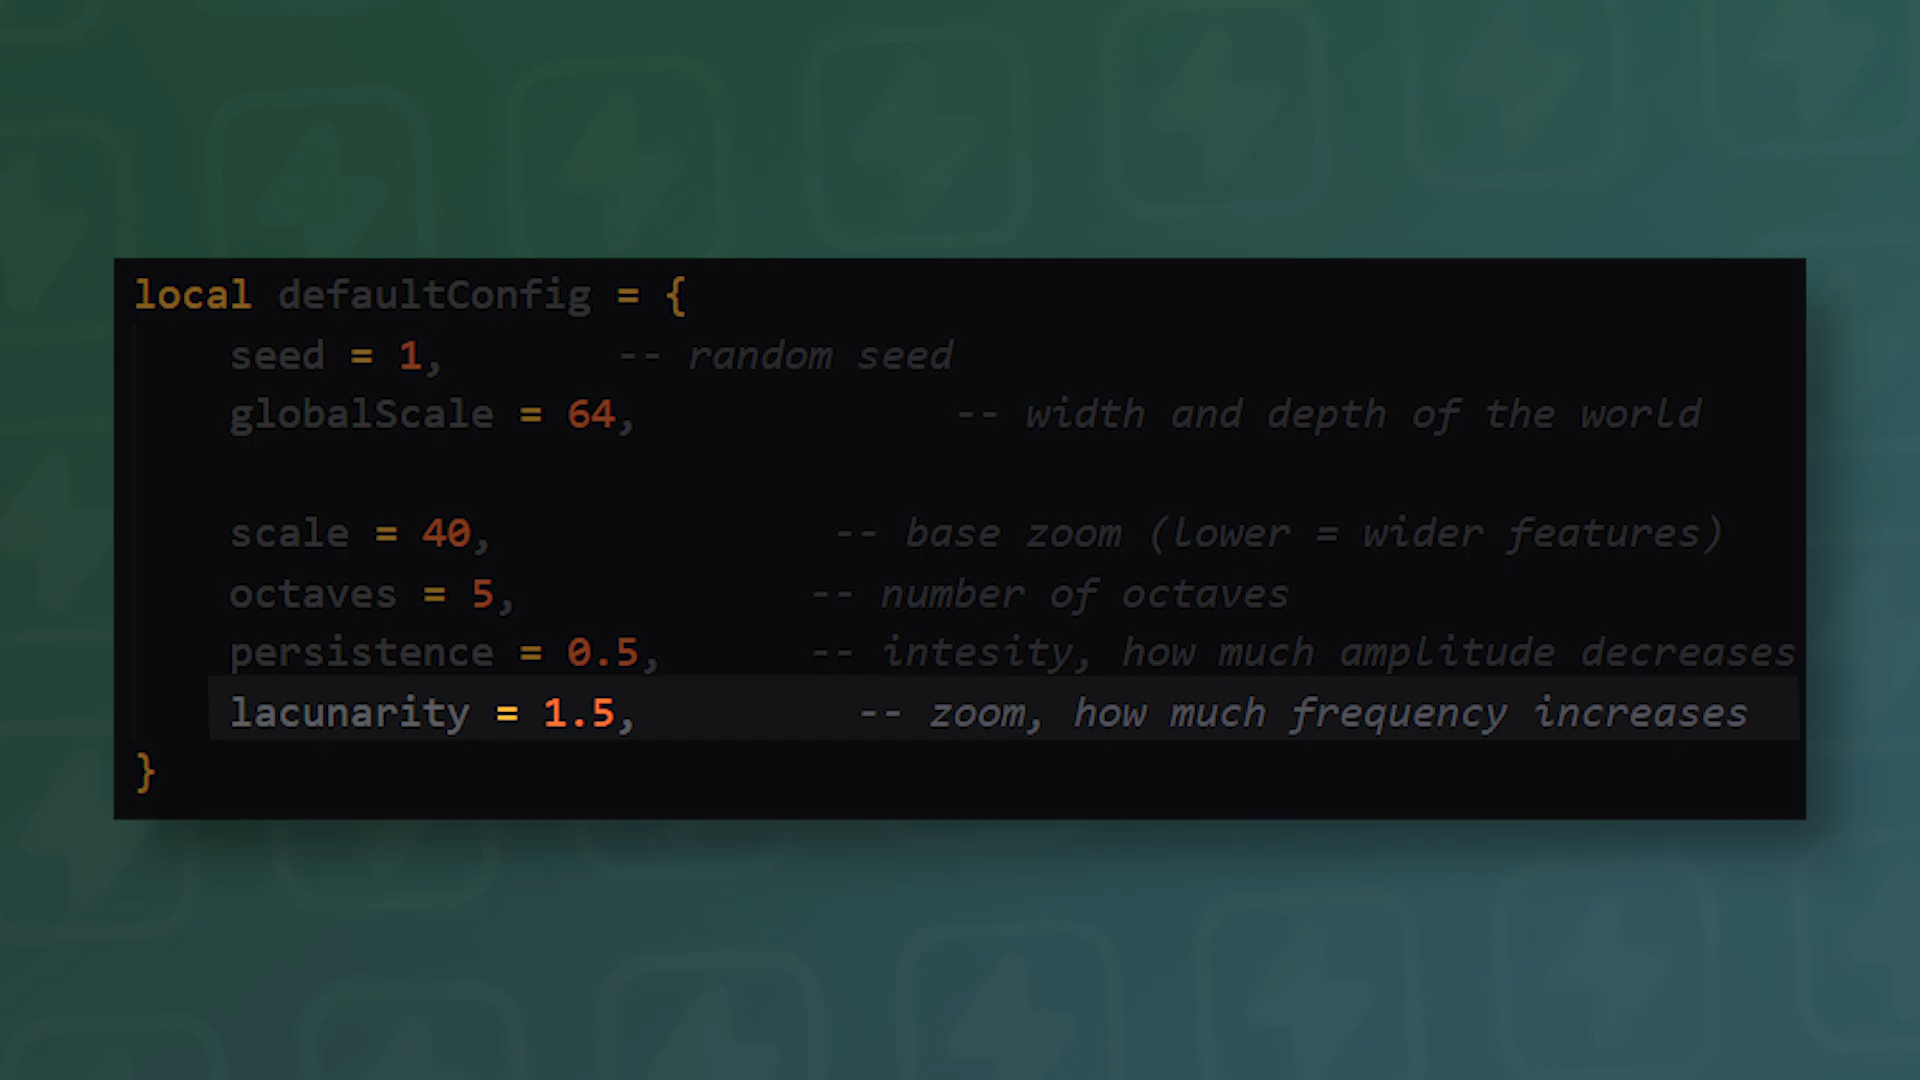 local defaultConfig = {
seed = 1, -- random seed
globalScale = 64, -- width and depth of the world
scale = 40, -- base zoom (lower = wider features)
octaves = 5, -- number of octaves
persistence = 0.5, -- intesity, how much amplitude decreases
lacunarity = 1.5, -- zoom, how much frequency increases
}